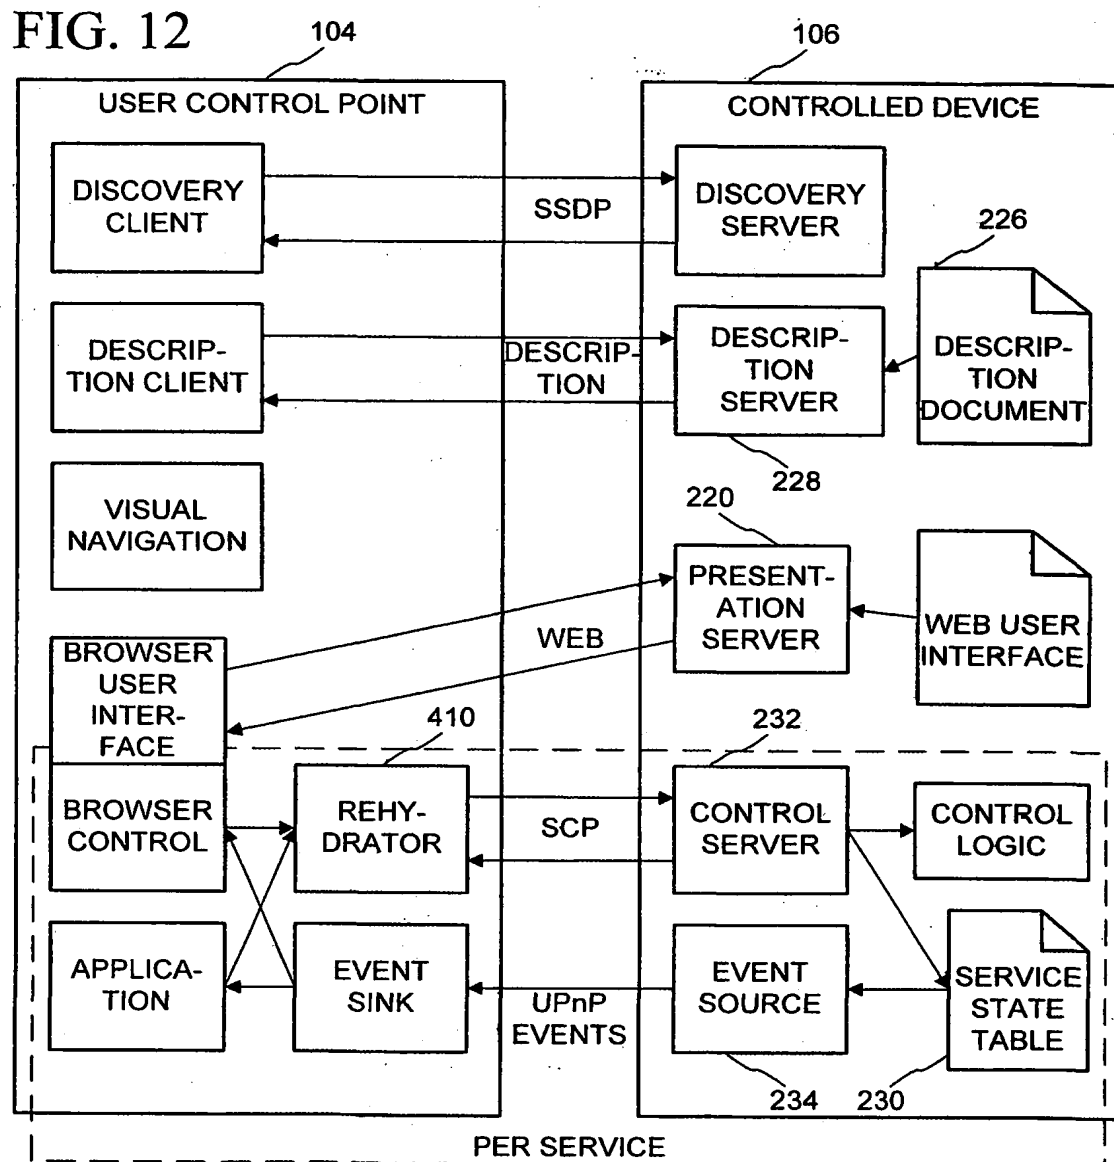 FIG. 12
104
106
USER CONTROL POINT
CONTROLLED DEVICE
DISCOVERY
CLIENT
SSDP
DISCOVERY
SERVER
226
DESCRIP-
TION CLIENT
DESCRIP-
TION
DESCRIP-
TION
SERVER
DESCRIP-
TION
DOCUMENT
228
VISUAL
NAVIGATION
220
PRESENT-
ATION
SERVER
WEB USER
INTERFACE
WEB
BROWSER
USER
INTER-
FACE
410
232
BROWSER
CONTROL
REHY-
DRATOR
SCP
CONTROL
SERVER
CONTROL
LOGIC
APPLICA-
TION
EVENT
SINK
UPnP
EVENTS
EVENT
SOURCE
SERVICE
STATE
TABLE
234
230
PER SERVICE